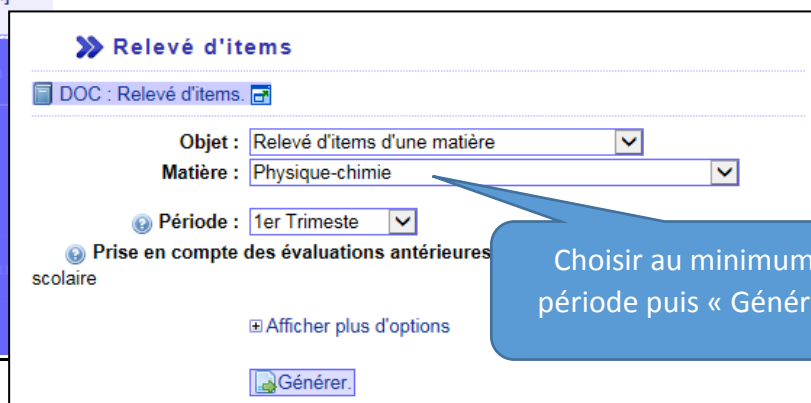 Relevé d'items
DOC : Relevé d'items.
Objet : Relevé d'items d'une matière
Matière : Physique-chimie
Période : 1er Trimeste
Prise en compte des évaluations antérieures
scolaire
Choisir au minimum
période puis « Génér
Afficher plus d'options
Générer.